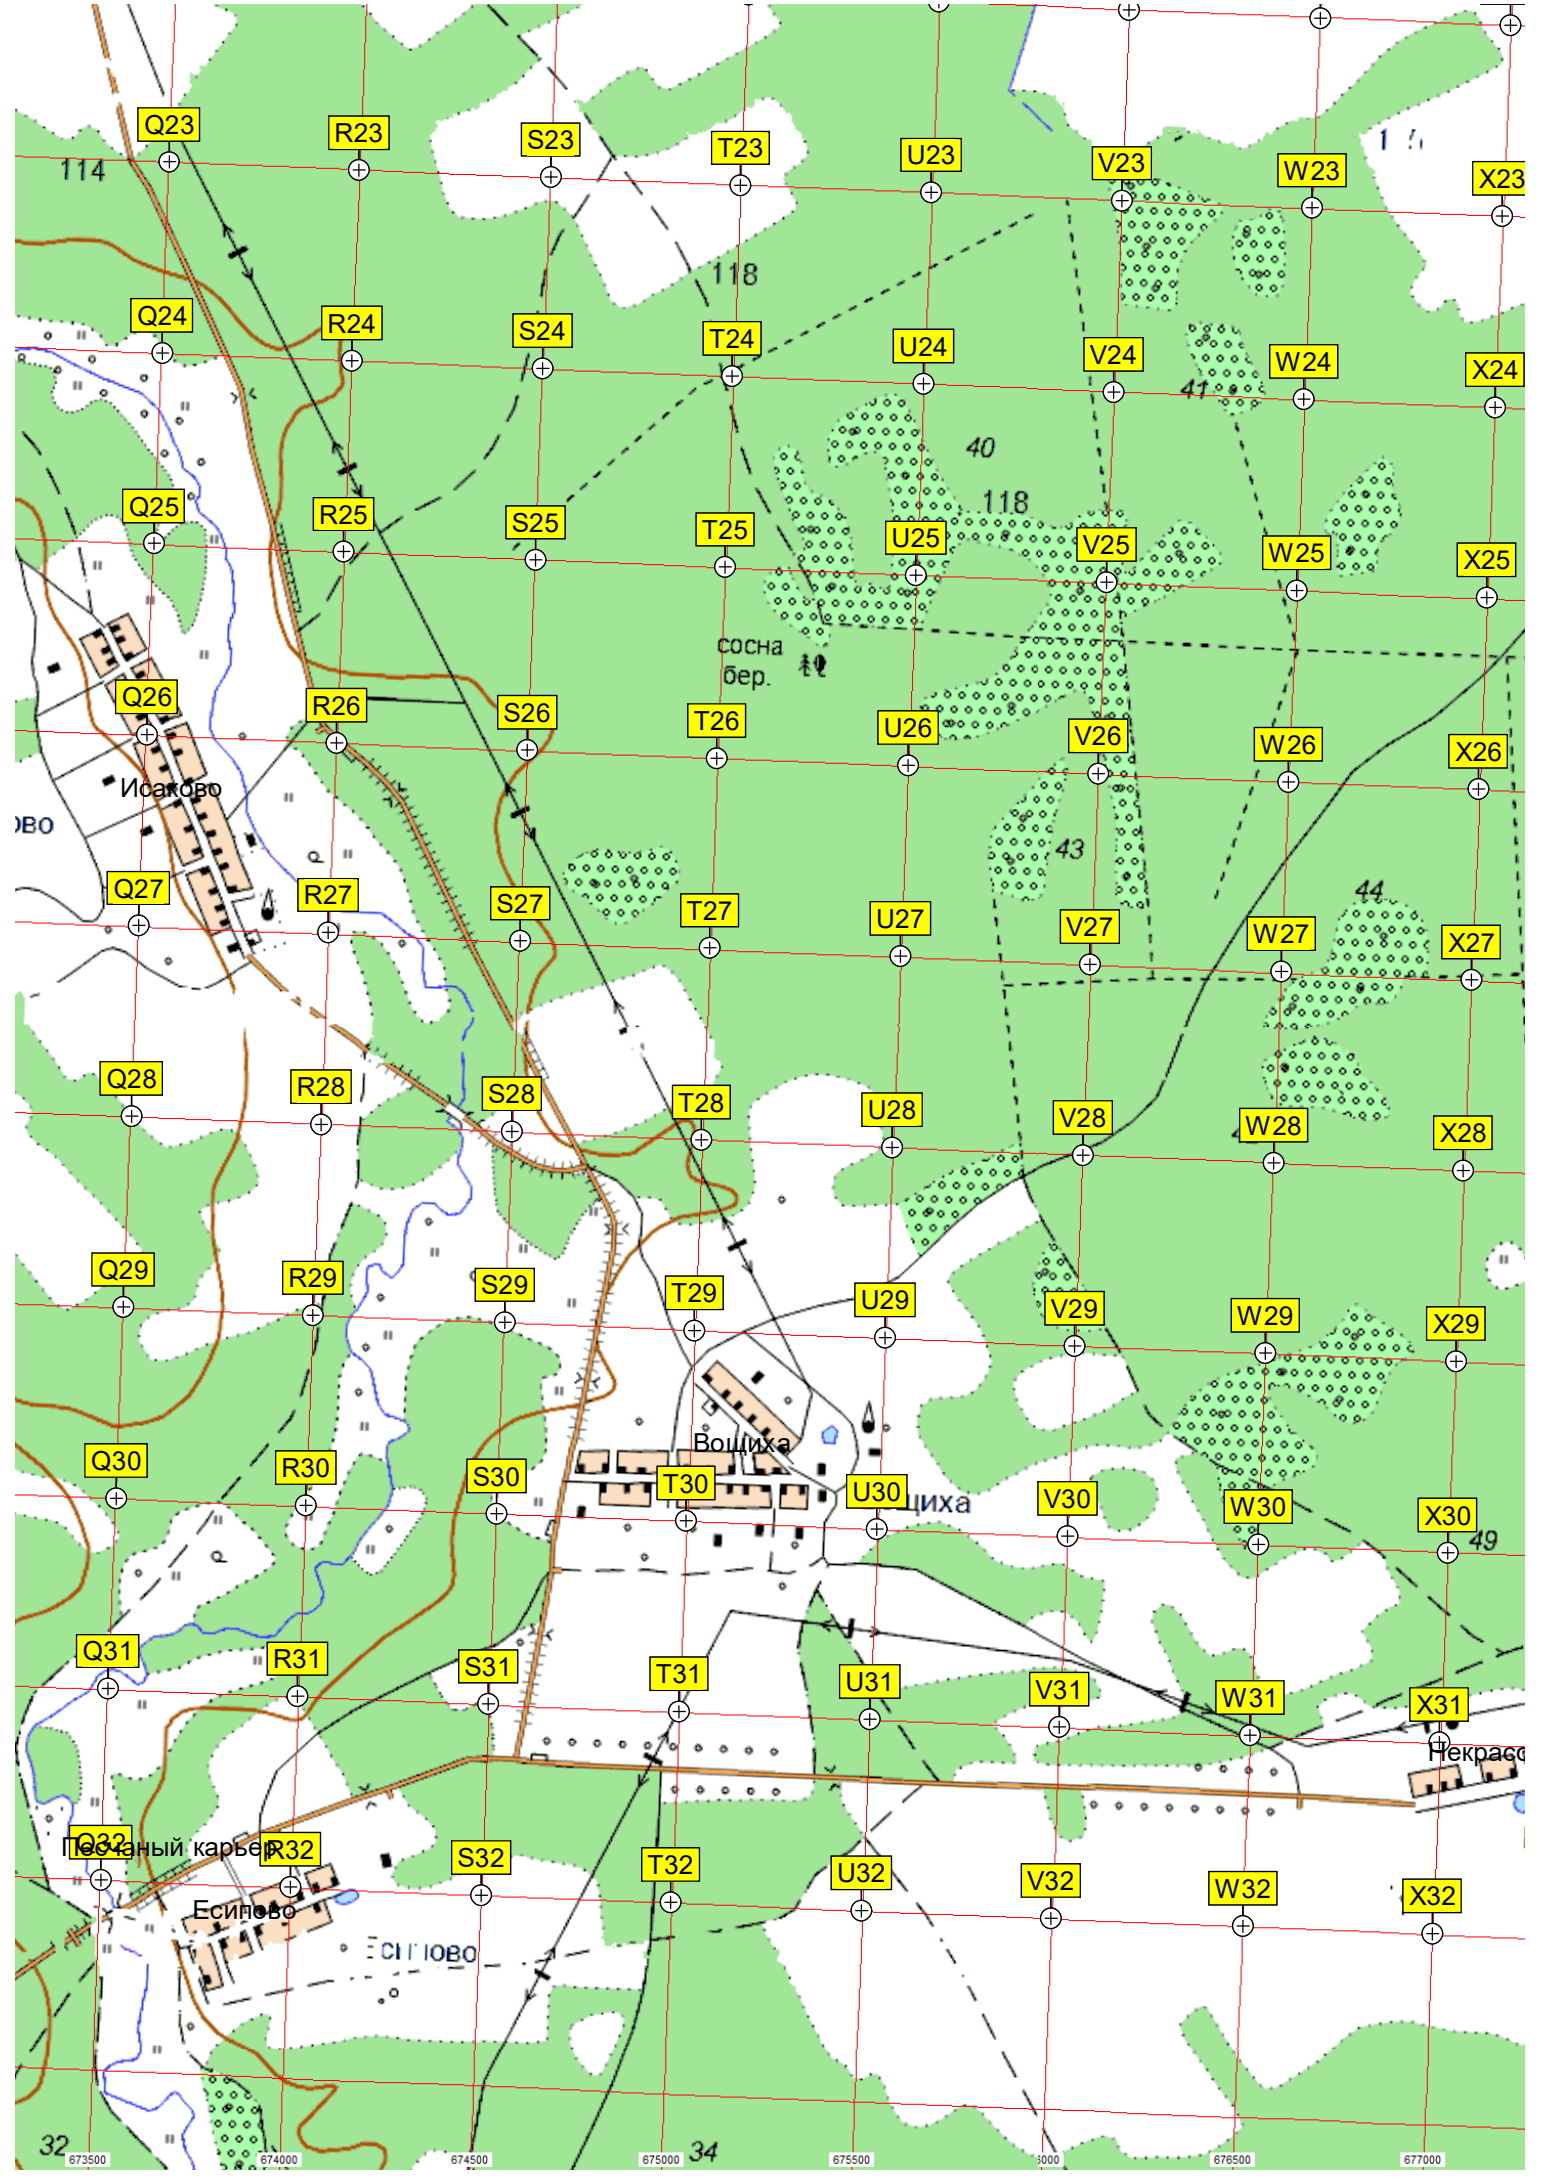 Q23 R23 S23 T23 U23 V23 W23 X23
114
118
Q24 R24 S24 T24 U24 V24 W24 X24
41
40
118
Q25 R25 S25 T25 U25 V25 W25 X25
сосна
бер.
Q26 R26 S26 T26 U26 V26 W26 X26
Исаково
ово
43
44
Q27 R27 S27 T27 U27 V27 W27 X27
Q28 R28 S28 T28 U28 V28 W28 X28
Q29 R29 S29 T29 U29 V29 W29 X29
Вощиха
Q30 R30 S30 T30 U30 V30 W30 X30
щиха
49
Q31 R31 S31 T31 U31 V31 W31 X31
Некрасо
Песчаный карьер
Q32 R32 S32 T32 U32 V32 W32 X32
Есипово
32
34
673500 674000 674500 675000 675500 676500 677000